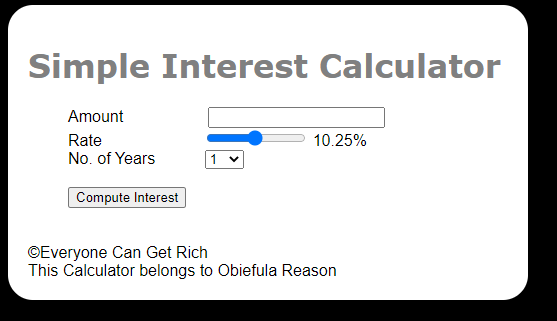 Simple Interest Calculator
Amount
Rate 10.25%
No. of Years 1
Compute Interest
©Everyone Can Get Rich
This Calculator belongs to Obiefula Reason